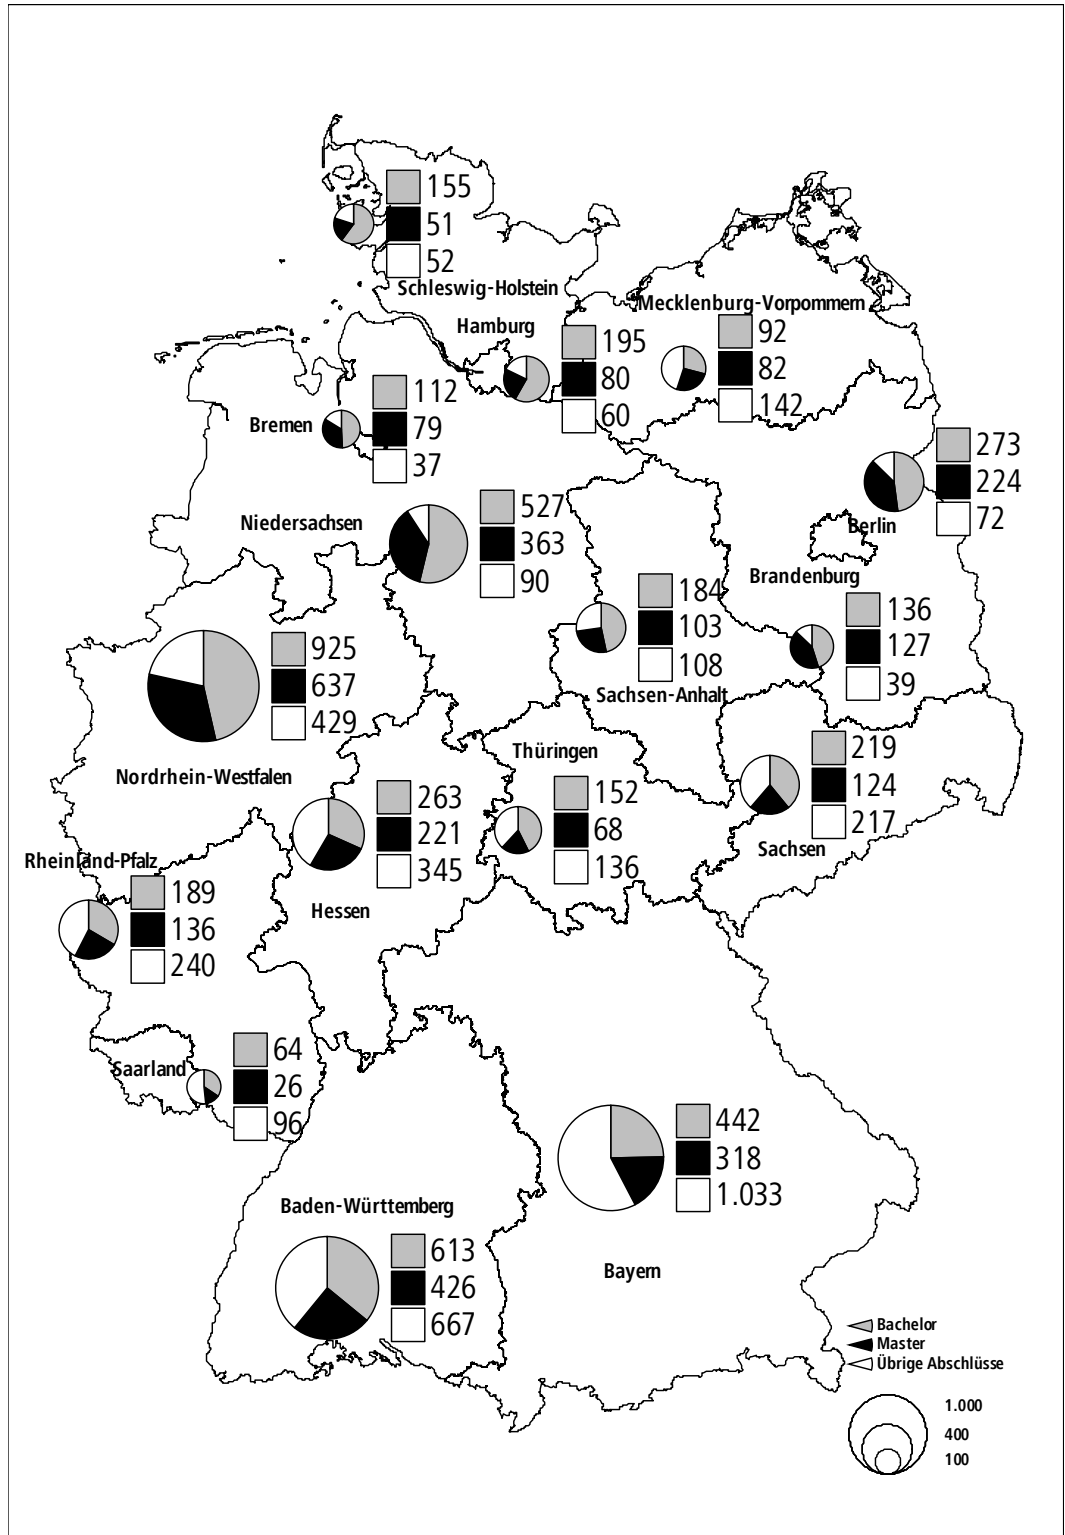 155
51
52
Schleswig-Holstein
Mecklenburg-Vorpommern
92
82
142
Hamburg
195
80
60
112
Bremen
79
37
273
224
72
Berlin
527
Niedersachsen
363
90
Brandenburg
136
127
39
184
103
108
Sachsen-Anhalt
925
637
429
Nordrhein-Westfalen
219
124
217
Sachsen
Thüringen
152
68
136
263
221
345
Hessen
Rheinland-Pfalz
189
136
240
64
Saarland
26
96
442
318
1.033
Bayern
Baden-Württemberg
613
426
667
Bachelor
Master
Übrige Abschlüsse
1.000
400
100